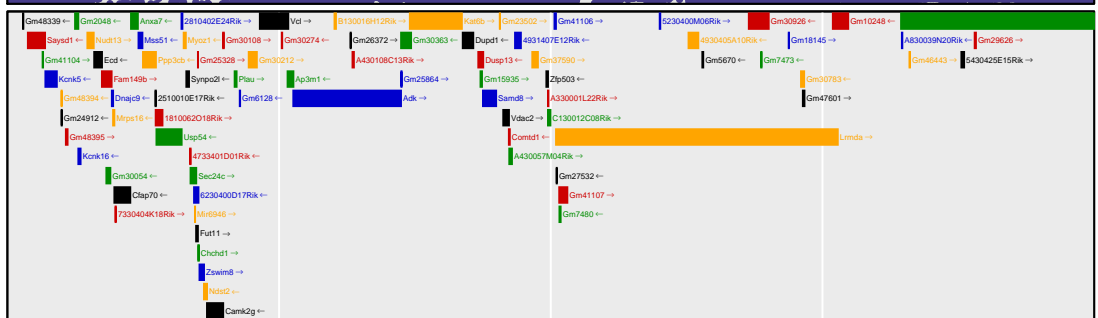 Gm48339 ← Gm2048 → Anxa7 ← 2810402E24Rik ← Vcl → B130016H12Rik ← Kat6b → Gm23502 → Gm41106 → 5230400M06Rik ← Gm30926 → Gm10248 →
Saysd1 ← Nudt13 → Mss51 ← Myoz1 ← Gm30108 → Gm30274 → Gm26372 ← Gm30363 ← Dupd1 ← 4931407E12Rik ← 4930405A10Rik ← Gm18145 → A830039N20Rik ← Gm29626 →
Gm41104 → Ecd ← Ppp3cb ← Gm25328 → Gm30212 → A430108C13Rik → Dusp13 ← Gm37580 ← Gm5670 ← Gm7473 ← Gm46443 → 5430425E15Rik ←
Kcnk5 ← Fam149b → Synpo2l ← Plau → Ap3m1 ← Gm25864 ← Gm15935 → Zfp503 ← Gm30783 →
Gm48394 ← Dnajc9 ← 2510010E17Rik ← Gm6128 ← Adk → Samd8 → A330001L22Rik ← Gm47601 ←
Gm24912 ← Mrps16 ← 1810062O18Rik → Vdac2 → C130012C08Rik ←
Gm48395 → Usp54 ← Comtd1 ← Lrmda →
Kcnk16 ← 4733401D01Rik ← A430057M04Rik →
Gm30054 ← Sec24c → Gm27532 ←
Cfap70 ← 6230400D17Rik ← Gm41107 →
7330404K18Rik → Mir6946 → Gm7480 ←
Fut11 →
Chchd1 →
Zswim8 →
Ndst2 ←
Camk2g ←